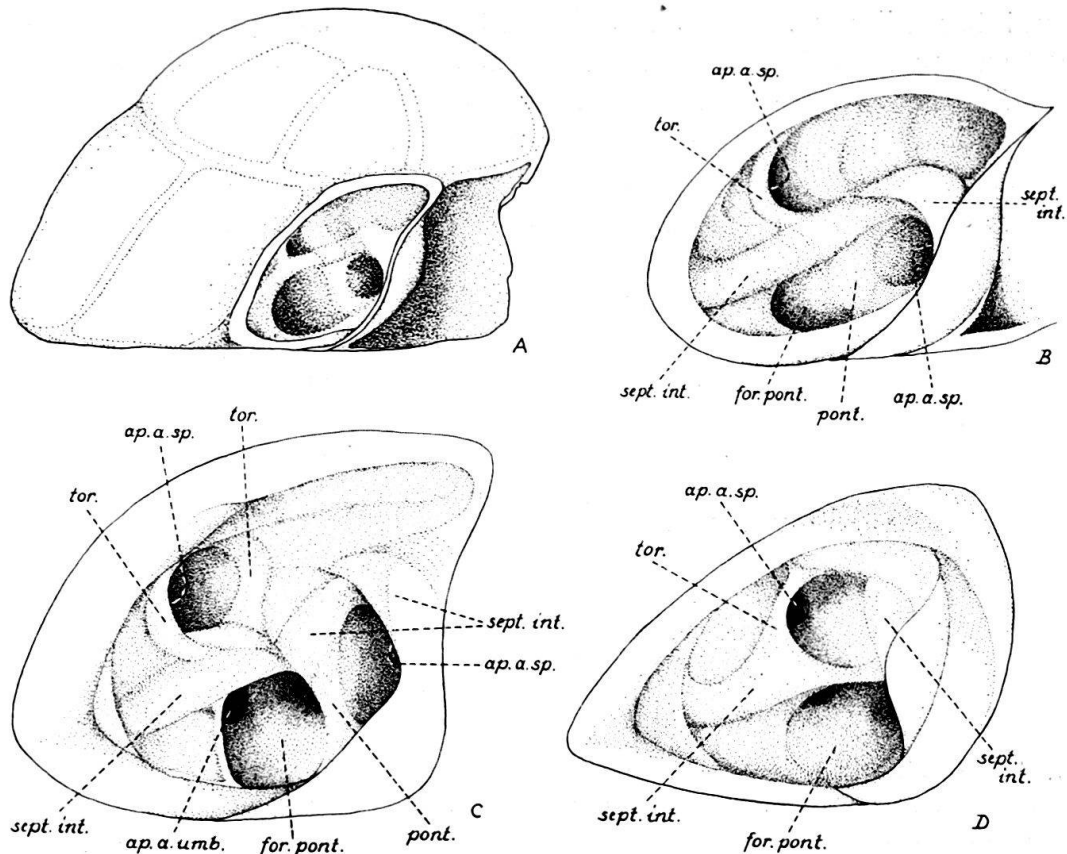 A
ap. a. sp.
tor.
sept. int.
sept. int.
for. pont.
pont.
ap. a. sp.
B
tor.
ap. a. sp.
tor.
sept. int.
ap. a. sp.
sept. int.
ap. a. umb.
for. pont.
pont.
C
ap. a. sp.
tor.
sept. int.
sept. int.
for. pont.
D